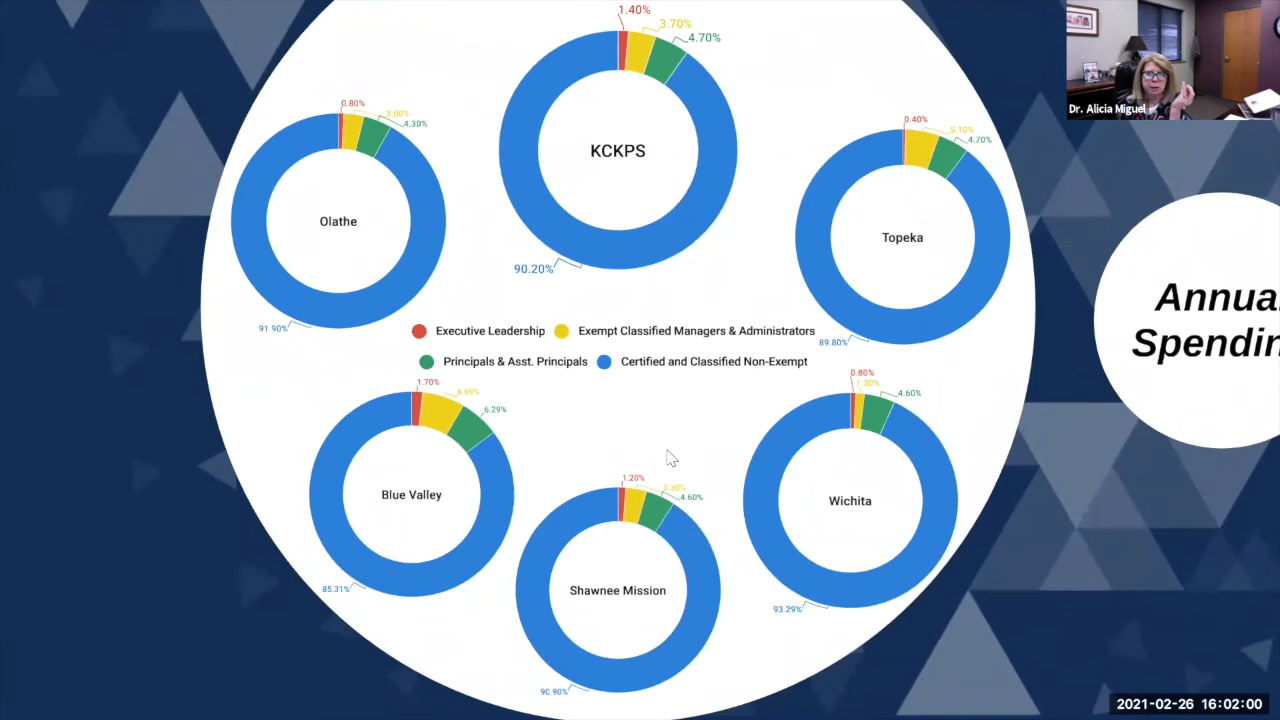 1.40%
3.70%
4.70%
KCKPS
90.20%
0.80%
3.00%
4.30%
Olathe
91.90%
0.40%
5.10%
4.70%
Topeka
89.80%
Executive Leadership
Exempt Classified Managers & Administrators
Principals & Asst. Principals
Certified and Classified Non-Exempt
1.70%
6.69%
6.29%
Blue Valley
85.31%
1.20%
3.30%
4.60%
Shawnee Mission
90.90%
0.80%
1.30%
4.60%
Wichita
93.29%
Dr. Alicia Miguel
Annua
Spendin
2021-02-26 16:02:00